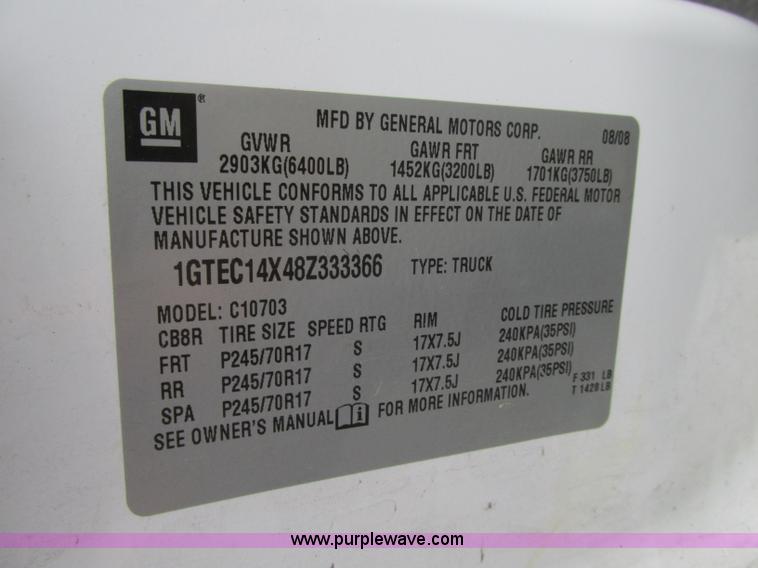 GM®
MFD BY GENERAL MOTORS CORP. 08/08
GVWR GAWR FRT GAWR RR
2903KG(6400LB) 1452KG(3200LB) 1701KG(3750LB)
THIS VEHICLE CONFORMS TO ALL APPLICABLE U.S. FEDERAL MOTOR
VEHICLE SAFETY STANDARDS IN EFFECT ON THE DATE OF
MANUFACTURE SHOWN ABOVE.
1GTEC14X48Z333366 TYPE: TRUCK
MODEL: C10703
CB8R TIRE SIZE SPEED RTG RIM COLD TIRE PRESSURE
FRT P245/70R17 S 17X7.5J 240KPA(35PSI)
RR P245/70R17 S 17X7.5J 240KPA(35PSI)
SPA P245/70R17 S 17X7.5J 240KPA(35PSI)
F 331 LB
T 1428 LB
SEE OWNER'S MANUAL i FOR MORE INFORMATION.
www.purplewave.com